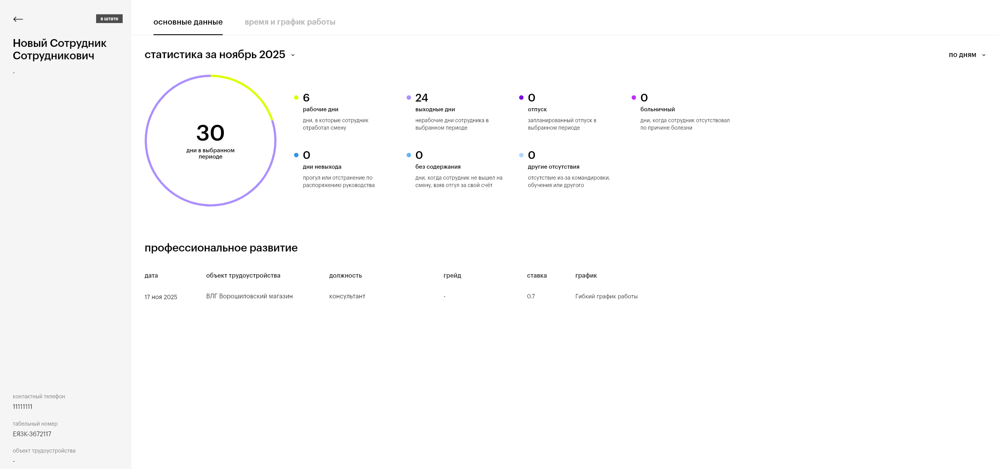 в штате
Новый Сотрудник
Сотрудникович
-
контактный телефон
11111111
табельный номер
ЕЯЗК-3672117
объект трудоустройства
-
основные данные
время и график работы
статистика за ноябрь 2025
по дням
30
дни в выбранном
периоде
6
рабочие дни
дни, в которые сотрудник
отработал смену
24
выходные дни
нерабочие дни сотрудника в
выбранном периоде
0
отпуск
запланированный отпуск в
выбранном периоде
0
больничный
дни, когда сотрудник отсутствовал
по причине болезни
0
дни невыхода
прогул или отстранение по
распоряжению руководства
0
без содержания
дни, когда сотрудник не вышел на
смену, взяв отгул за свой счёт
0
другие отсутствия
отсутствие из-за командировки,
обучения или другого
профессиональное развитие
дата объект трудоустройства должность грейд ставка график
17 ноя 2025 ВЛГ Ворошиловский магазин консультант - 0.7 Гибкий график работы